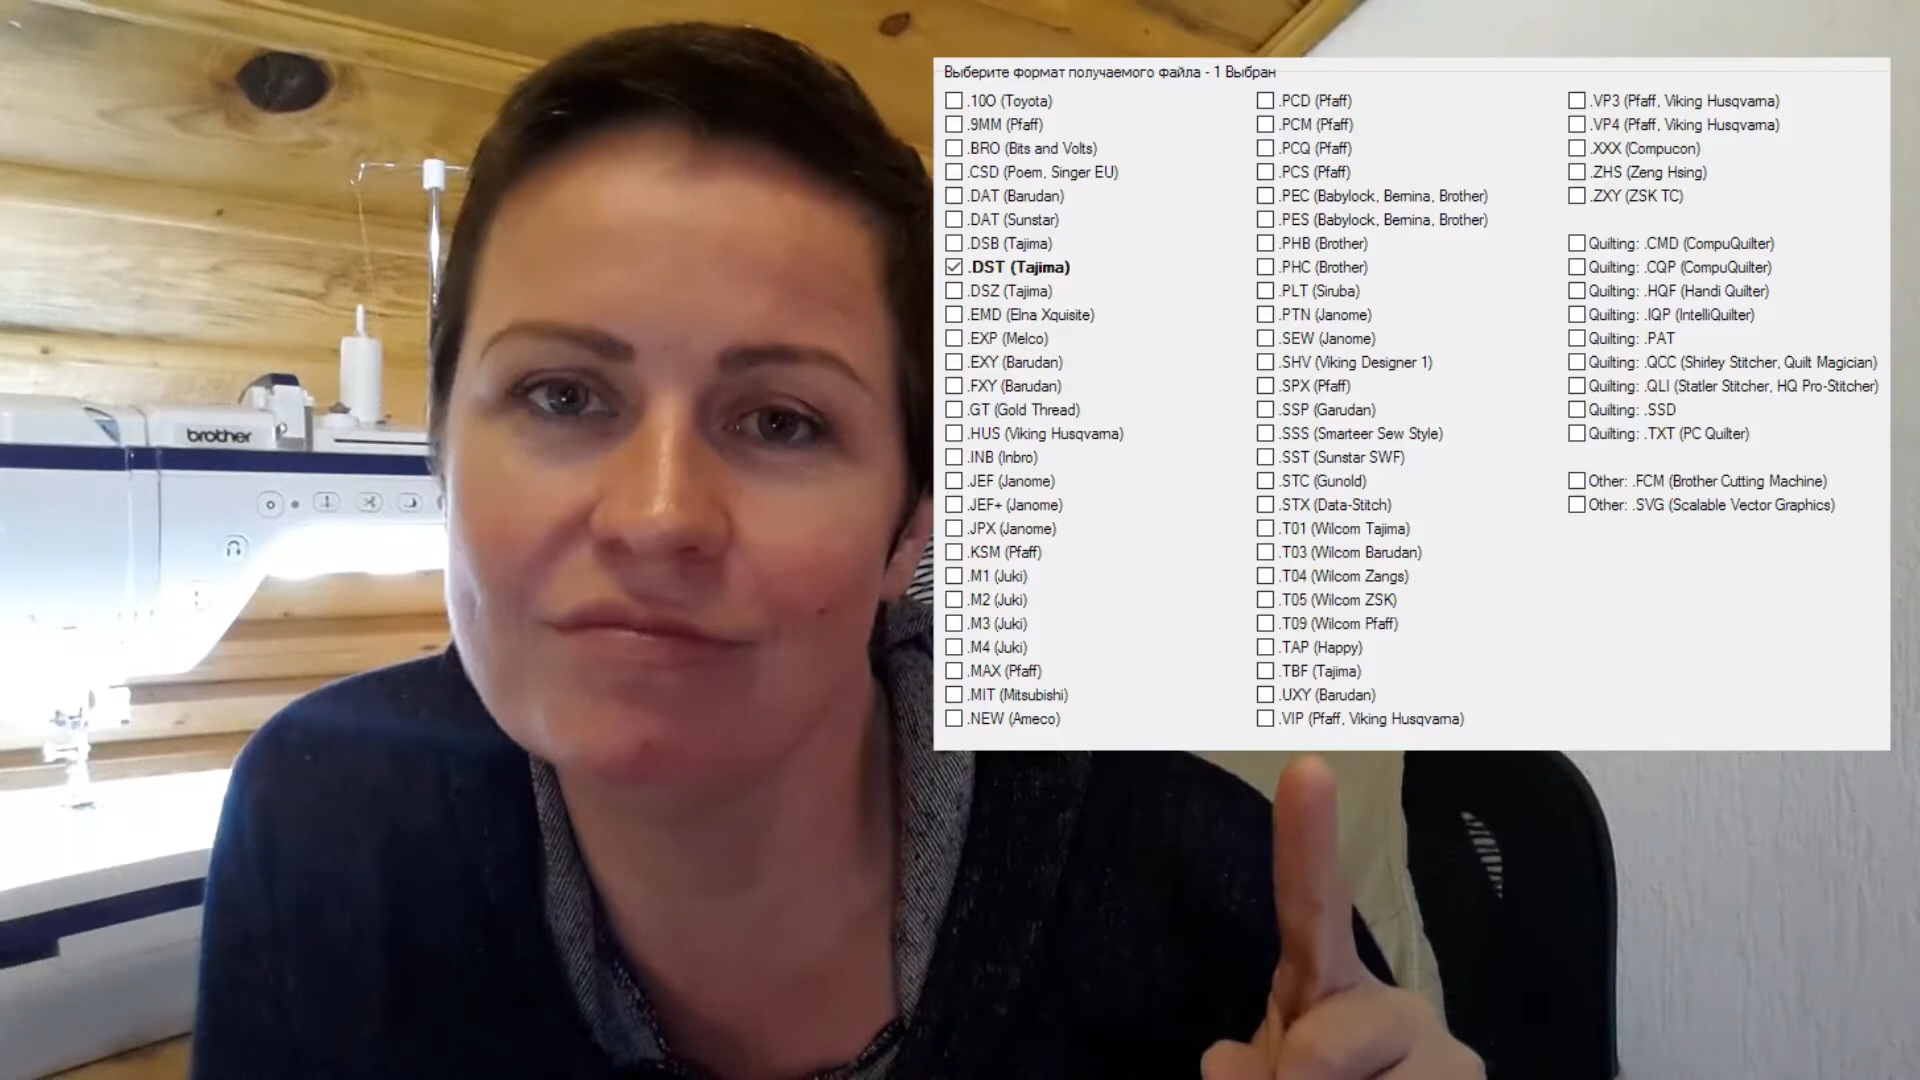 Выберите формат получаемого файла - 1 Выбран
.10O (Toyota)
.9MM (Pfaff)
.BRO (Bits and Volts)
.CSD (Poem, Singer EU)
.DAT (Barudan)
.DAT (Sunstar)
.DSB (Tajima)
.DST (Tajima)
.DSZ (Tajima)
.EMD (Elna Xquisite)
.EXP (Melco)
.EXY (Barudan)
.FXY (Barudan)
.GT (Gold Thread)
.HUS (Viking Husqvarna)
.INB (Inbro)
.JEF (Janome)
.JEF+ (Janome)
.JPX (Janome)
.KSM (Pfaff)
.M1 (Juki)
.M2 (Juki)
.M3 (Juki)
.M4 (Juki)
.MAX (Pfaff)
.MIT (Mitsubishi)
.NEW (Ameco)
.PCD (Pfaff)
.PCM (Pfaff)
.PCQ (Pfaff)
.PCS (Pfaff)
.PEC (Babylock, Bernina, Brother)
.PES (Babylock, Bernina, Brother)
.PHB (Brother)
.PHC (Brother)
.PLT (Siruba)
.PTN (Janome)
.SEW (Janome)
.SHV (Viking Designer 1)
.SPX (Pfaff)
.SSP (Garudan)
.SSS (Smarteer Sew Style)
.SST (Sunstar SWF)
.STC (Gunold)
.STX (Data-Stitch)
.T01 (Wilcom Tajima)
.T03 (Wilcom Barudan)
.T04 (Wilcom Zangs)
.T05 (Wilcom ZSK)
.T09 (Wilcom Pfaff)
.TAP (Happy)
.TBF (Tajima)
.UXY (Barudan)
.VIP (Pfaff, Viking Husqvarna)
.VP3 (Pfaff, Viking Husqvarna)
.VP4 (Pfaff, Viking Husqvarna)
.XXX (Compucon)
.ZHS (Zeng Hsing)
.ZXY (ZSK TC)
Quilting: .CMD (CompuQuilter)
Quilting: .CQP (CompuQuilter)
Quilting: .HQF (Handi Quilter)
Quilting: .IQP (IntelliQuilter)
Quilting: .PAT
Quilting: .QCC (Shirley Stitcher, Quilt Magician)
Quilting: .QLI (Statler Stitcher, HQ Pro-Stitcher)
Quilting: .SSD
Quilting: .TXT (PC Quilter)
Other: .FCM (Brother Cutting Machine)
Other: .SVG (Scalable Vector Graphics)
brother